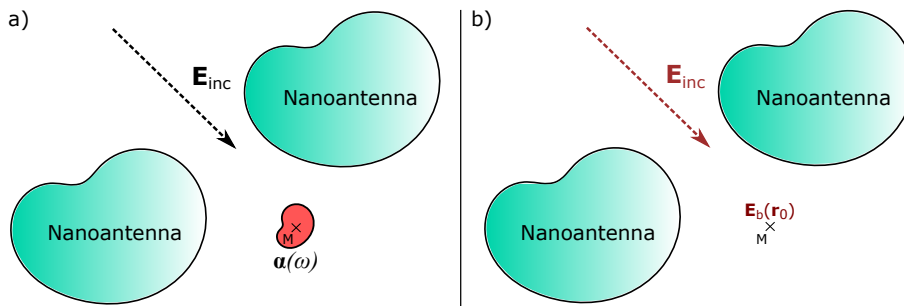 a)
E_inc
Nanoantenna
Nanoantenna
M
α(ω)
b)
E_inc
Nanoantenna
Nanoantenna
E_b(r_0)
M